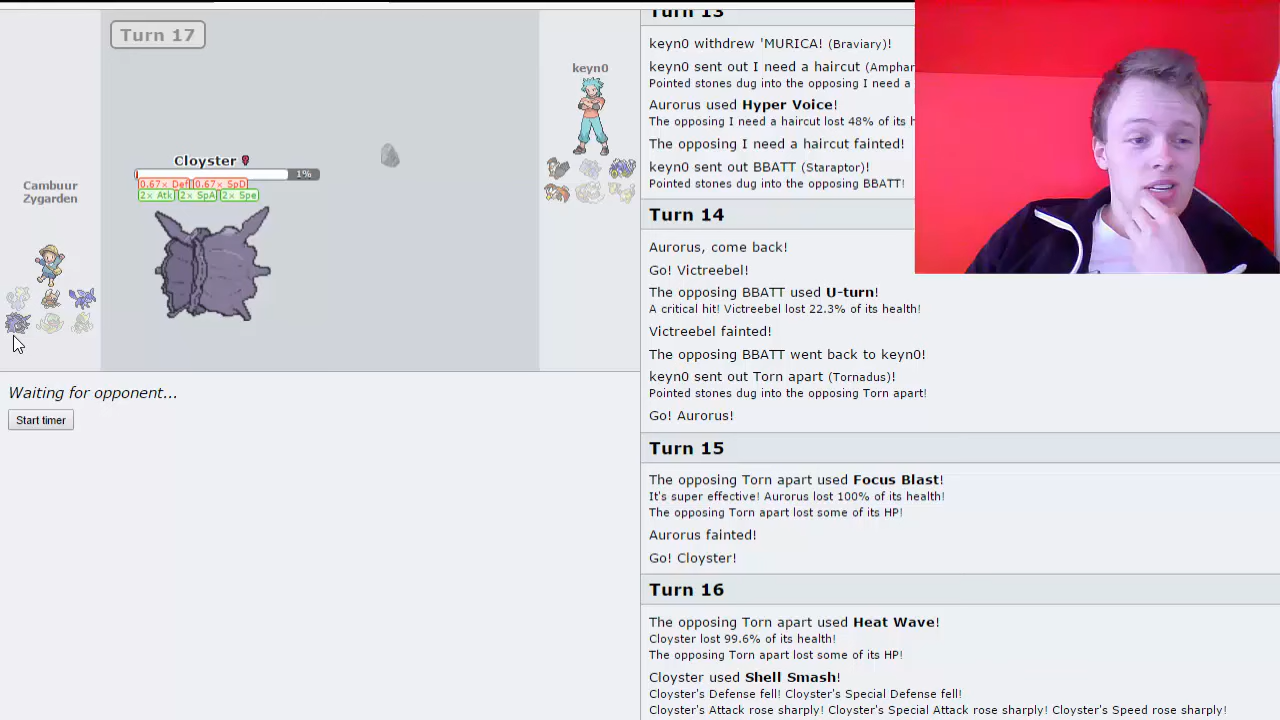 Turn 17
Cambuur
Zygarden
Cloyster
1%
0.67× Def 0.67× SpD
2× Atk 2× SpA 2× Spe
keyn0
Waiting for opponent...
Start timer
Turn 13
keyn0 withdrew 'MURICA! (Braviary)!
keyn0 sent out I need a haircut (Amphar
Pointed stones dug into the opposing I need a
Aurorus used Hyper Voice!
The opposing I need a haircut lost 48% of its h
The opposing I need a haircut fainted!
keyn0 sent out BBATT (Staraptor)!
Pointed stones dug into the opposing BBATT!
Turn 14
Aurorus, come back!
Go! Victreebel!
The opposing BBATT used U-turn!
A critical hit! Victreebel lost 22.3% of its health!
Victreebel fainted!
The opposing BBATT went back to keyn0!
keyn0 sent out Torn apart (Tornadus)!
Pointed stones dug into the opposing Torn apart!
Go! Aurorus!
Turn 15
The opposing Torn apart used Focus Blast!
It's super effective! Aurorus lost 100% of its health!
The opposing Torn apart lost some of its HP!
Aurorus fainted!
Go! Cloyster!
Turn 16
The opposing Torn apart used Heat Wave!
Cloyster lost 99.6% of its health!
The opposing Torn apart lost some of its HP!
Cloyster used Shell Smash!
Cloyster's Defense fell! Cloyster's Special Defense fell!
Cloyster's Attack rose sharply! Cloyster's Special Attack rose sharply! Cloyster's Speed rose sharply!